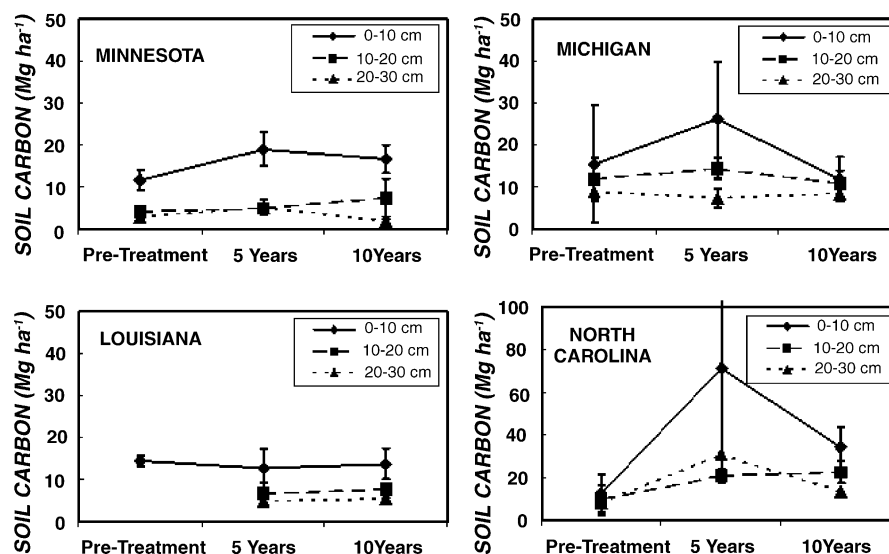 SOIL CARBON (Mg ha-1)
50
40
30
20
10
0
MINNESOTA
0-10 cm
10-20 cm
20-30 cm
Pre-Treatment 5 Years 10Years
SOIL CARBON (Mg ha-1)
50
40
30
20
10
0
MICHIGAN
0-10 cm
10-20 cm
20-30 cm
Pre-Treatment 5 Years 10Years
SOIL CARBON (Mg ha-1)
50
40
30
20
10
0
LOUISIANA
0-10 cm
10-20 cm
20-30 cm
Pre-Treatment 5 Years 10Years
SOIL CARBON (Mg ha-1)
100
80
60
40
20
0
NORTH
CAROLINA
0-10 cm
10-20 cm
20-30 cm
Pre-Treatment 5 Years 10Years